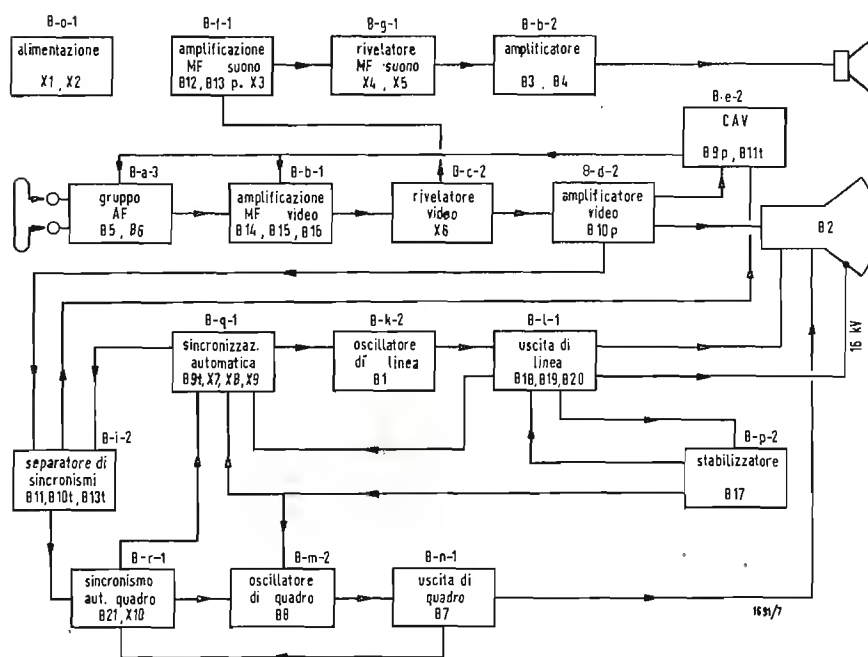 B-o-1
alimentazione
X1, X2
B-f-1
amplificazione
MF suono
B12, B13 p. X3
B-g-1
rivelatore
MF suono
X4, X5
B-b-2
amplificatore
B3, B4
B-e-2
CAV
B9p, B11t
B-a-3
gruppo
AF
B5, B6
B-b-1
amplificazione
MF video
B14, B15, B16
B-c-2
rivelatore
video
X6
B-d-2
amplificatore
video
B10p
B2
16 kV
B-q-1
sincronizzaz.
automatica
B9t, X7, X8, X9
B-k-2
oscillatore
di linea
B1
B-l-1
uscita di
linea
B18, B19, B20
B-p-2
stabilizzatore
B17
B-i-2
separatore di
sincronismi
B11, B10t, B13t
B-r-1
sincronismo
aut. quadro
B21, X10
B-m-2
oscillatore
di quadro
B8
B-n-1
uscita di
quadro
B7
1691/7